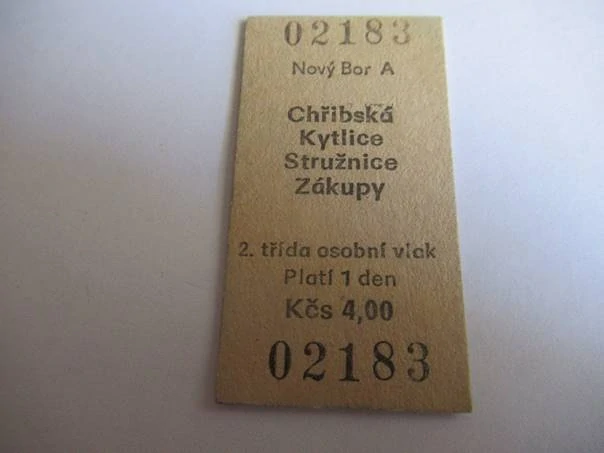 02183
Nový Bor A
Chřibská
Kytlice
Stružnice
Zákupy
2. třída osobní vlak
Platí 1 den
Kčs 4,00
02183